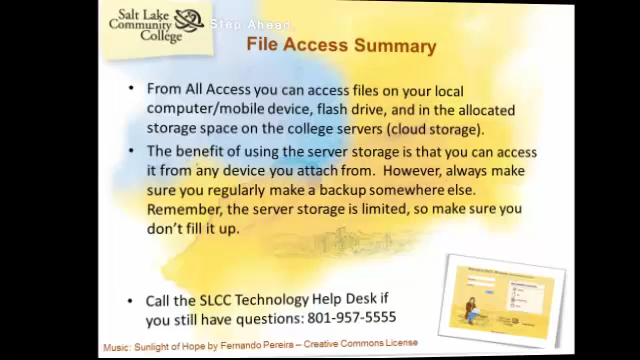 Salt Lake
Community
College
Step Ahead
File Access Summary
• From All Access you can access files on your local
computer/mobile device, flash drive, and in the allocated
storage space on the college servers (cloud storage).
• The benefit of using the server storage is that you can access
it from any device you attach from. However, always make
sure you regularly make a backup somewhere else.
Remember, the server storage is limited, so make sure you
don't fill it up.
• Call the SLCC Technology Help Desk if
you still have questions: 801-957-5555
Music: Sunlight of Hope by Fernando Pereira – Creative Commons License